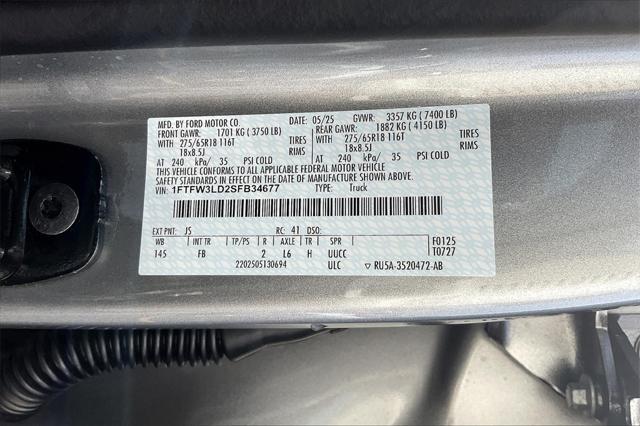 MFD. BY FORD MOTOR CO. DATE: 05/25 GVWR: 3357 KG ( 7400 LB)
FRONT GAWR: 1701 KG ( 3750 LB) REAR GAWR: 1882 KG ( 4150 LB)
WITH 275/65R18 116T TIRES WITH 275/65R18 116T TIRES
18x8.5J RIMS 18x8.5J RIMS
AT 240 kPa/ 35 PSI COLD AT 240 kPa/ 35 PSI COLD
THIS VEHICLE CONFORMS TO ALL APPLICABLE FEDERAL MOTOR VEHICLE
SAFETY AND THEFT PREVENTION STANDARDS IN EFFECT ON THE DATE OF MANUFACTURE SHOWN ABOVE.
VIN: 1FTFW3LD2SFB34677 TYPE: Truck
EXT PNT: JS RC: 41 DSO:
WB INT TR TP/PS R AXLE TR SPR F0125
145 FB 2 L6 H UUCC T0727
2202505130694 ULC ▽ RU5A-3520472-AB